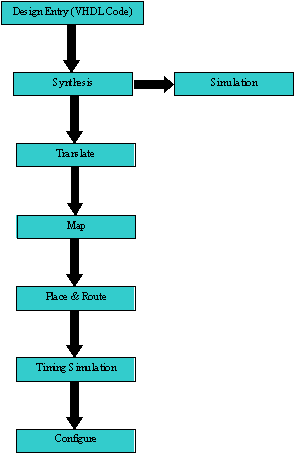 Design Entry (VHDL Code)
Synthesis
Simulation
Translate
Map
Place & Route
Timing Simulation
Configure